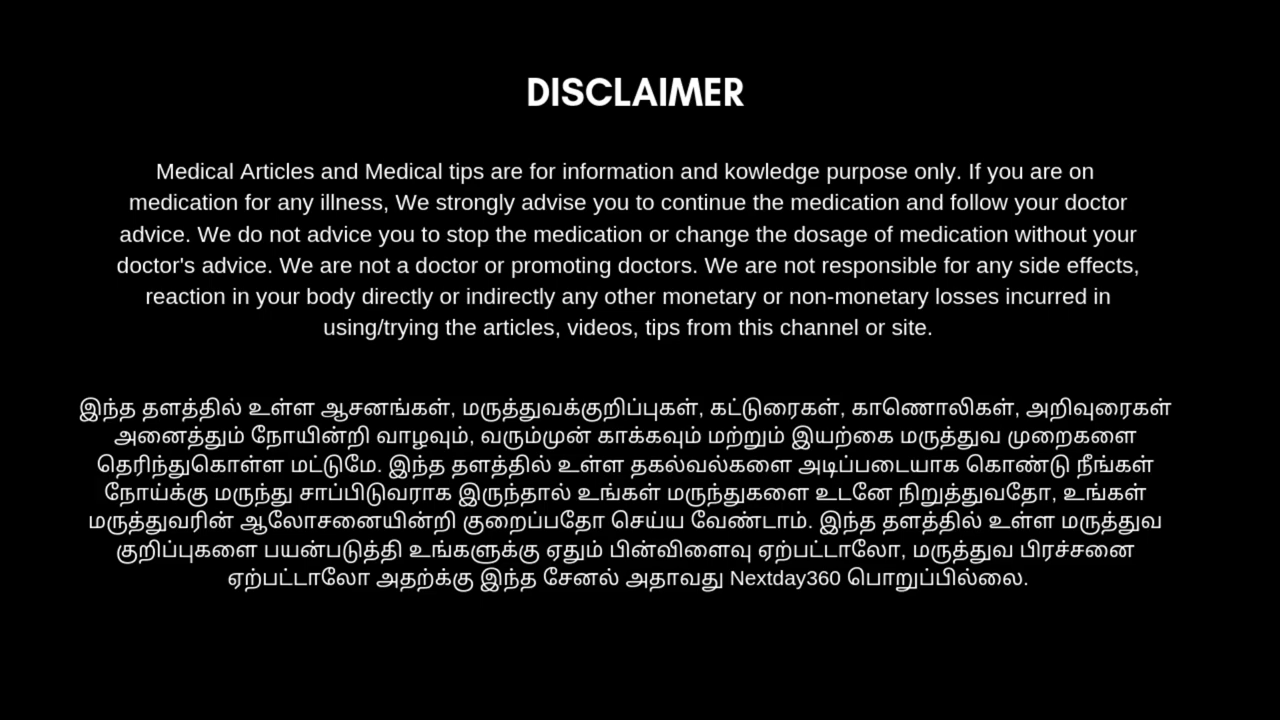 DISCLAIMER
Medical Articles and Medical tips are for information and kowledge purpose only. If you are on
medication for any illness, We strongly advise you to continue the medication and follow your doctor
advice. We do not advice you to stop the medication or change the dosage of medication without your
doctor's advice. We are not a doctor or promoting doctors. We are not responsible for any side effects,
reaction in your body directly or indirectly any other monetary or non-monetary losses incurred in
using/trying the articles, videos, tips from this channel or site.
இந்த தளத்தில் உள்ள ஆசனங்கள், மருத்துவக்குறிப்புகள், கட்டுரைகள், காணொலிகள், அறிவுரைகள்
அனைத்தும் நோயின்றி வாழவும், வரும்முன் காக்கவும் மற்றும் இயற்கை மருத்துவ முறைகளை
தெரிந்துகொள்ள மட்டுமே. இந்த தளத்தில் உள்ள தகல்வல்களை அடிப்படையாக கொண்டு நீங்கள்
நோய்க்கு மருந்து சாப்பிடுவராக இருந்தால் உங்கள் மருந்துகளை உடனே நிறுத்துவதோ, உங்கள்
மருத்துவரின் ஆலோசனையின்றி குறைப்பதோ செய்ய வேண்டாம். இந்த தளத்தில் உள்ள மருத்துவ
குறிப்புகளை பயன்படுத்தி உங்களுக்கு ஏதும் பின்விளைவு ஏற்பட்டாலோ, மருத்துவ பிரச்சனை
ஏற்பட்டாலோ அதற்க்கு இந்த சேனல் அதாவது Nextday360 பொறுப்பில்லை.